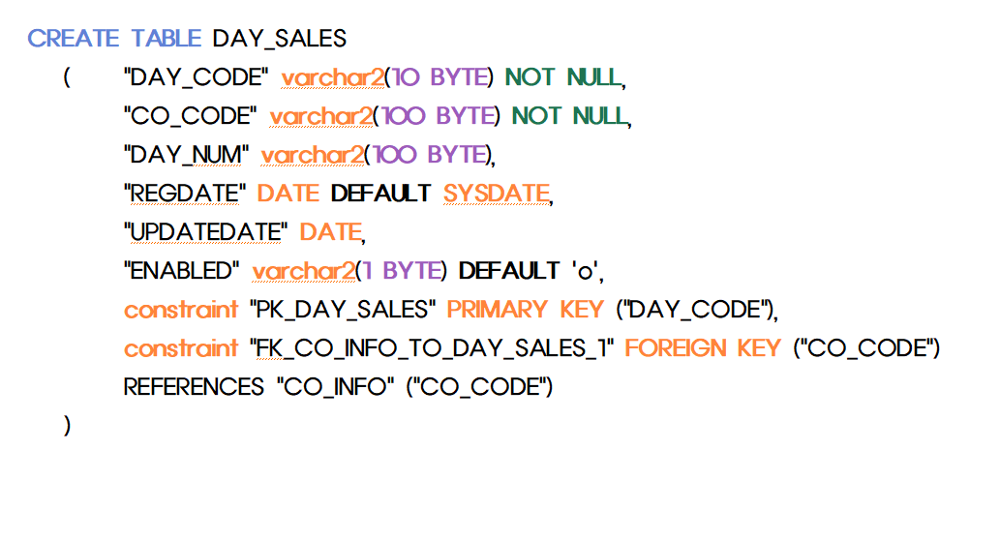 CREATE TABLE DAY_SALES
( "DAY_CODE" varchar2(10 BYTE) NOT NULL,
"CO_CODE" varchar2(100 BYTE) NOT NULL,
"DAY_NUM" varchar2(100 BYTE),
"REGDATE" DATE DEFAULT SYSDATE,
"UPDATEDATE" DATE,
"ENABLED" varchar2(1 BYTE) DEFAULT 'o',
constraint "PK_DAY_SALES" PRIMARY KEY ("DAY_CODE"),
constraint "FK_CO_INFO_TO_DAY_SALES_1" FOREIGN KEY ("CO_CODE")
REFERENCES "CO_INFO" ("CO_CODE")
)